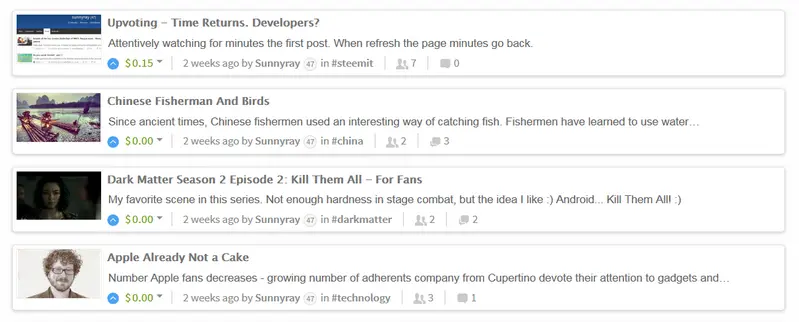 sunnyray.org
Upvoting – Time Returns. Developers?
Attentively watching for minutes the first post. When refresh the page minutes go back.
$0.15 2 weeks ago by Sunnyray 47 in #steemit 7 0
Chinese Fisherman And Birds
Since ancient times, Chinese fishermen used an interesting way of catching fish. Fishermen have learned to use water…
$0.00 2 weeks ago by Sunnyray 47 in #china 2 3
Dark Matter Season 2 Episode 2: Kill Them All – For Fans
My favorite scene in this series. Not enough hardness in stage combat, but the idea I like :) Android... Kill Them All! :)
$0.00 2 weeks ago by Sunnyray 47 in #darkmatter 2 2
Apple Already Not a Cake
Number Apple fans decreases - growing number of adherents company from Cupertino devote their attention to gadgets and…
$0.00 2 weeks ago by Sunnyray 47 in #technology 3 1